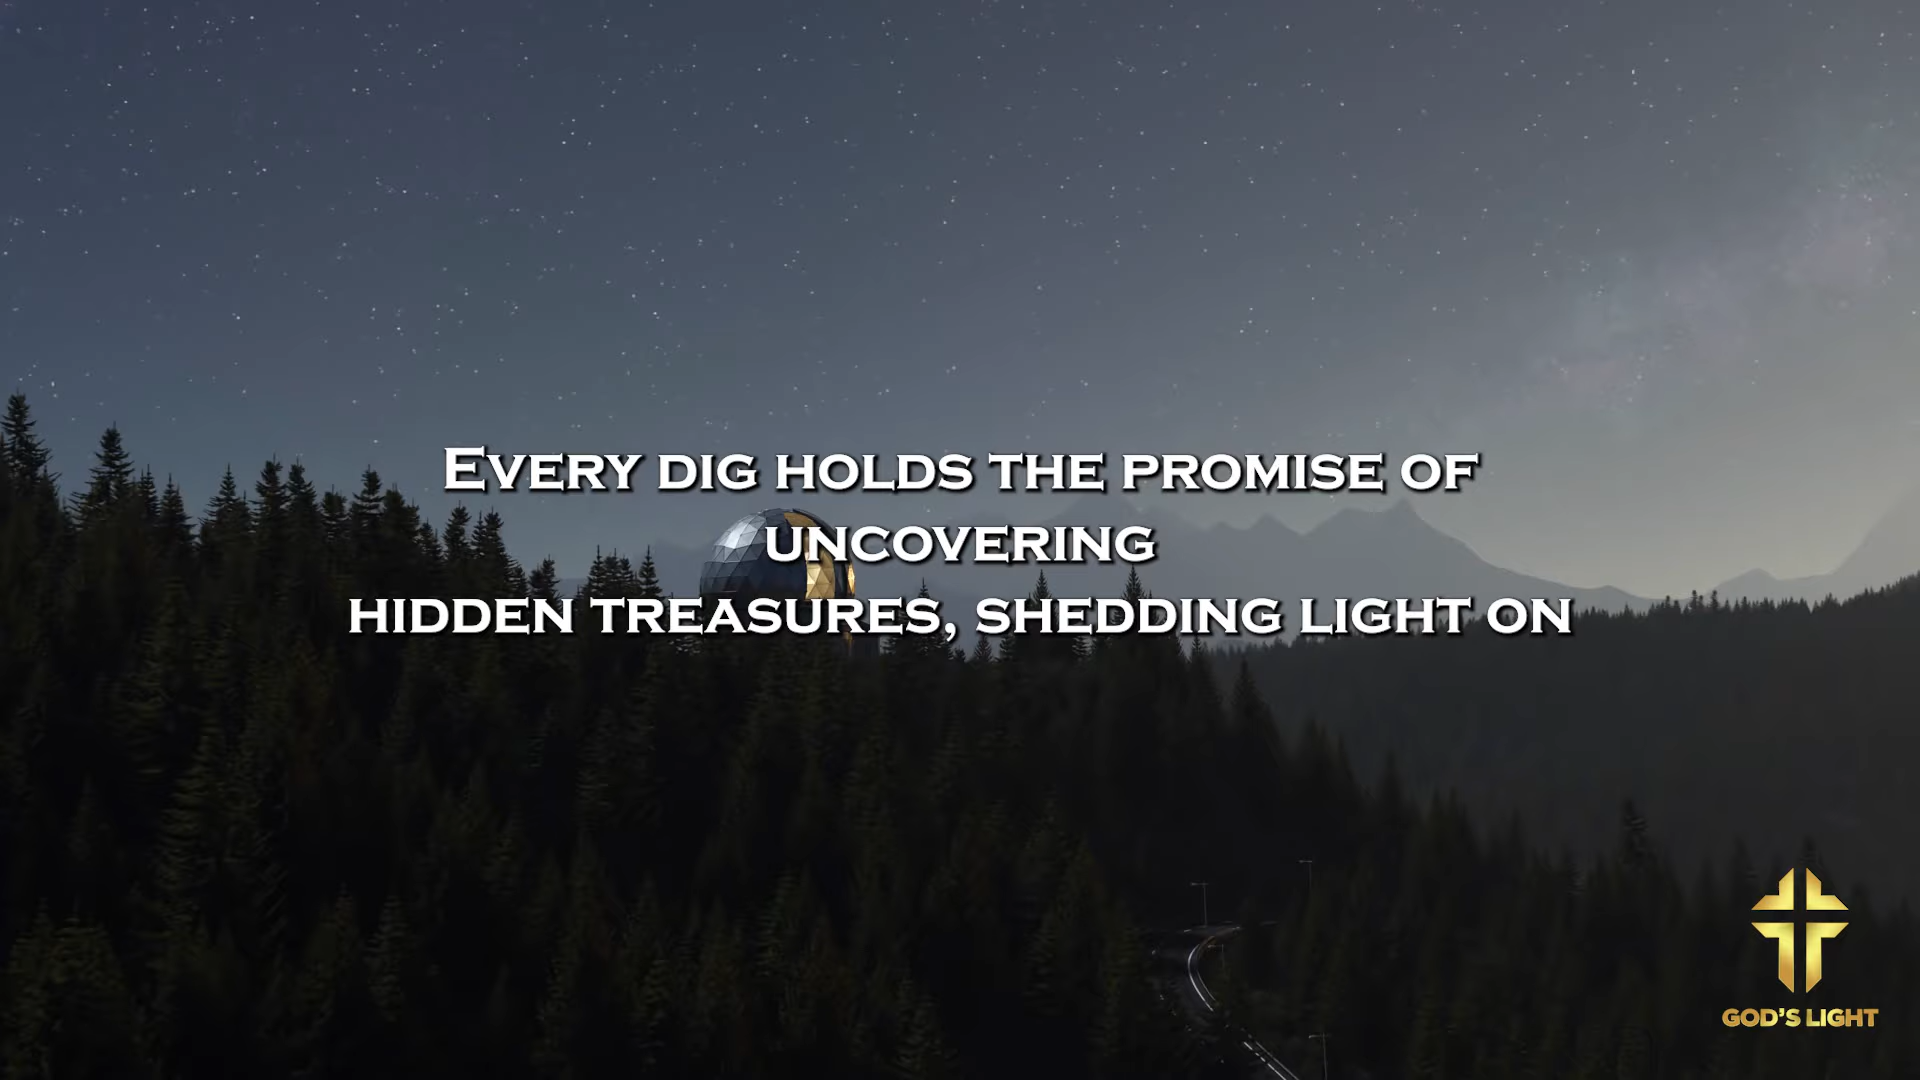 Every dig holds the promise of
uncovering
hidden treasures, shedding light on
GOD'S LIGHT